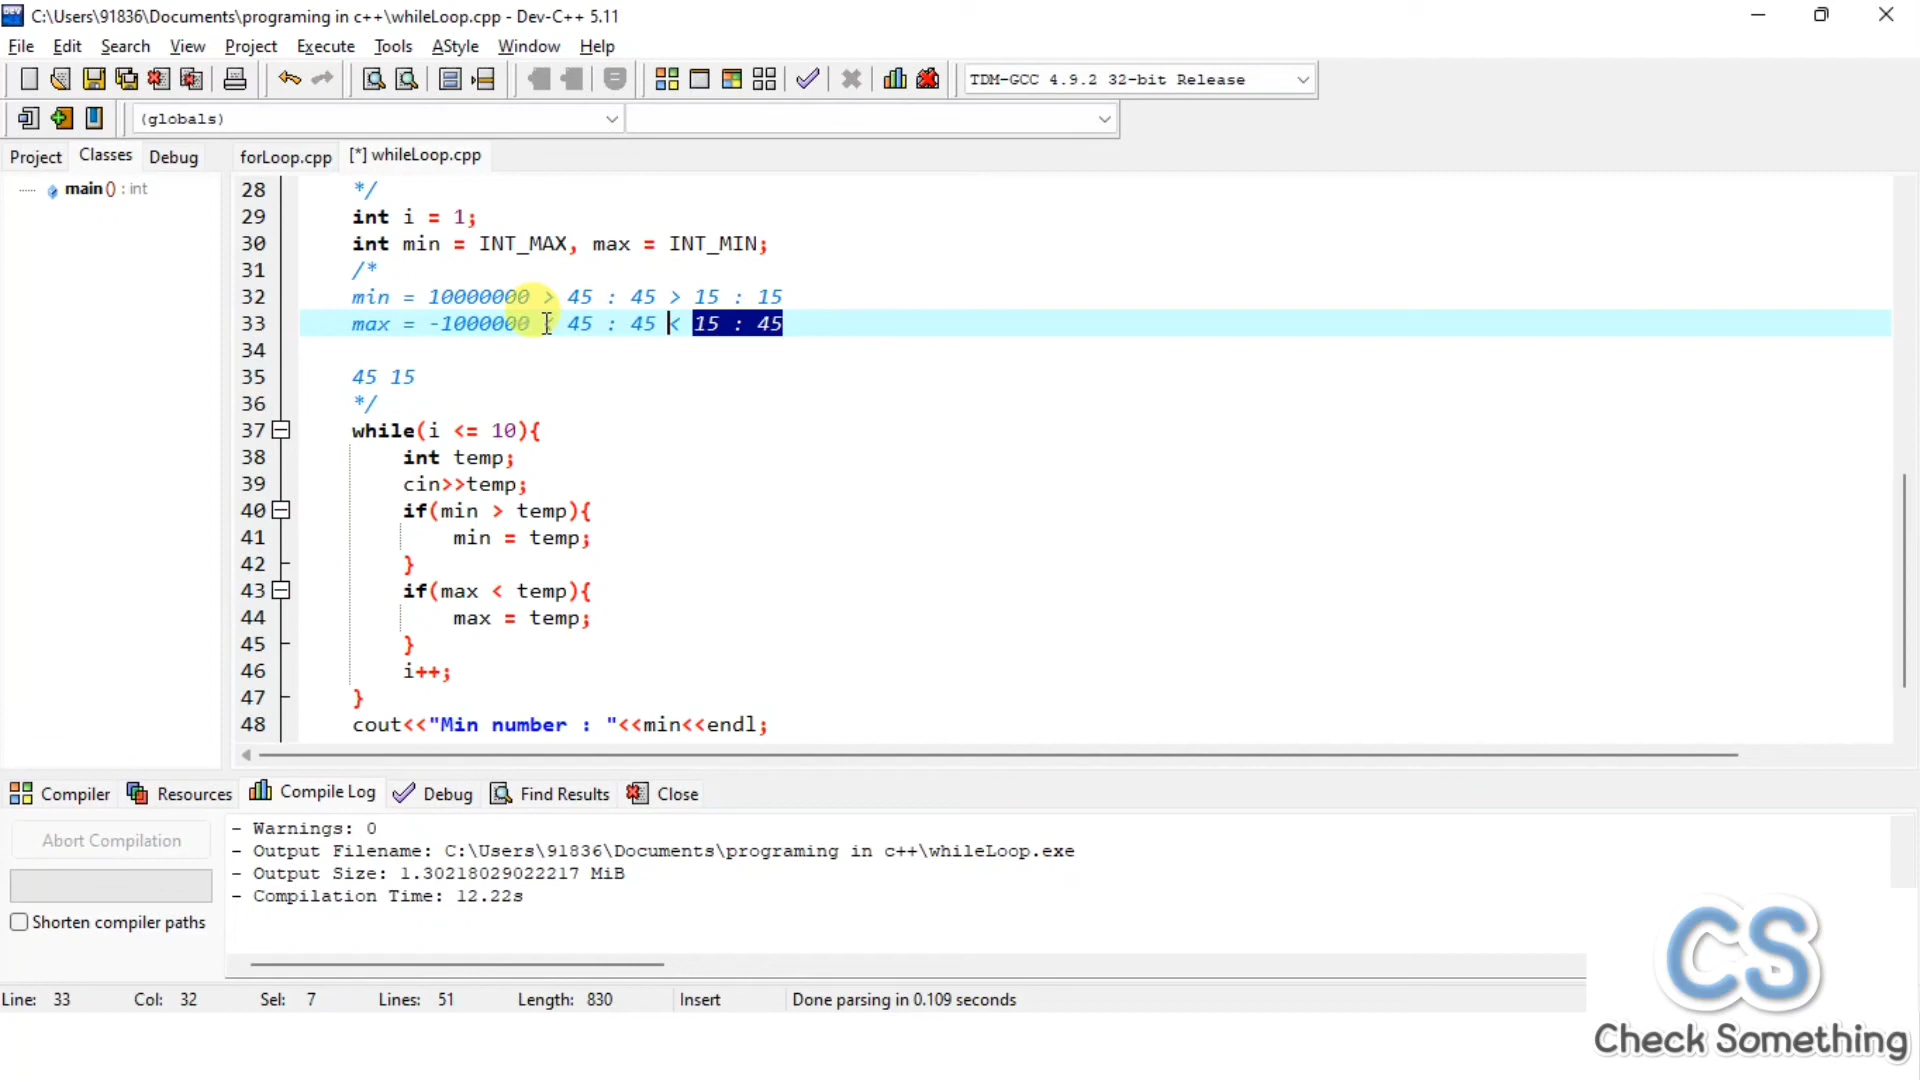 C:\Users\91836\Documents\programing in c++\whileLoop.cpp - Dev-C++ 5.11
File Edit Search View Project Execute Tools AStyle Window Help
TDM-GCC 4.9.2 32-bit Release
(globals)
Project Classes Debug forLoop.cpp [*] whileLoop.cpp
main () : int
28 */
29 int i = 1;
30 int min = INT_MAX, max = INT_MIN;
31 /*
32 min = 10000000 > 45 : 45 > 15 : 15
33 max = -1000000 < 45 : 45 < 15 : 45
34
35 45 15
36 */
37 while(i <= 10){
38 int temp;
39 cin>>temp;
40 if(min > temp){
41 min = temp;
42 }
43 if(max < temp){
44 max = temp;
45 }
46 i++;
47 }
48 cout<<"Min number : "<<min<<endl;
Compiler Resources Compile Log Debug Find Results Close
Abort Compilation
Shorten compiler paths
- Warnings: 0
- Output Filename: C:\Users\91836\Documents\programing in c++\whileLoop.exe
- Output Size: 1.30218029022217 MiB
- Compilation Time: 12.22s
Line: 33 Col: 32 Sel: 7 Lines: 51 Length: 830 Insert Done parsing in 0.109 seconds
CS
Check Something